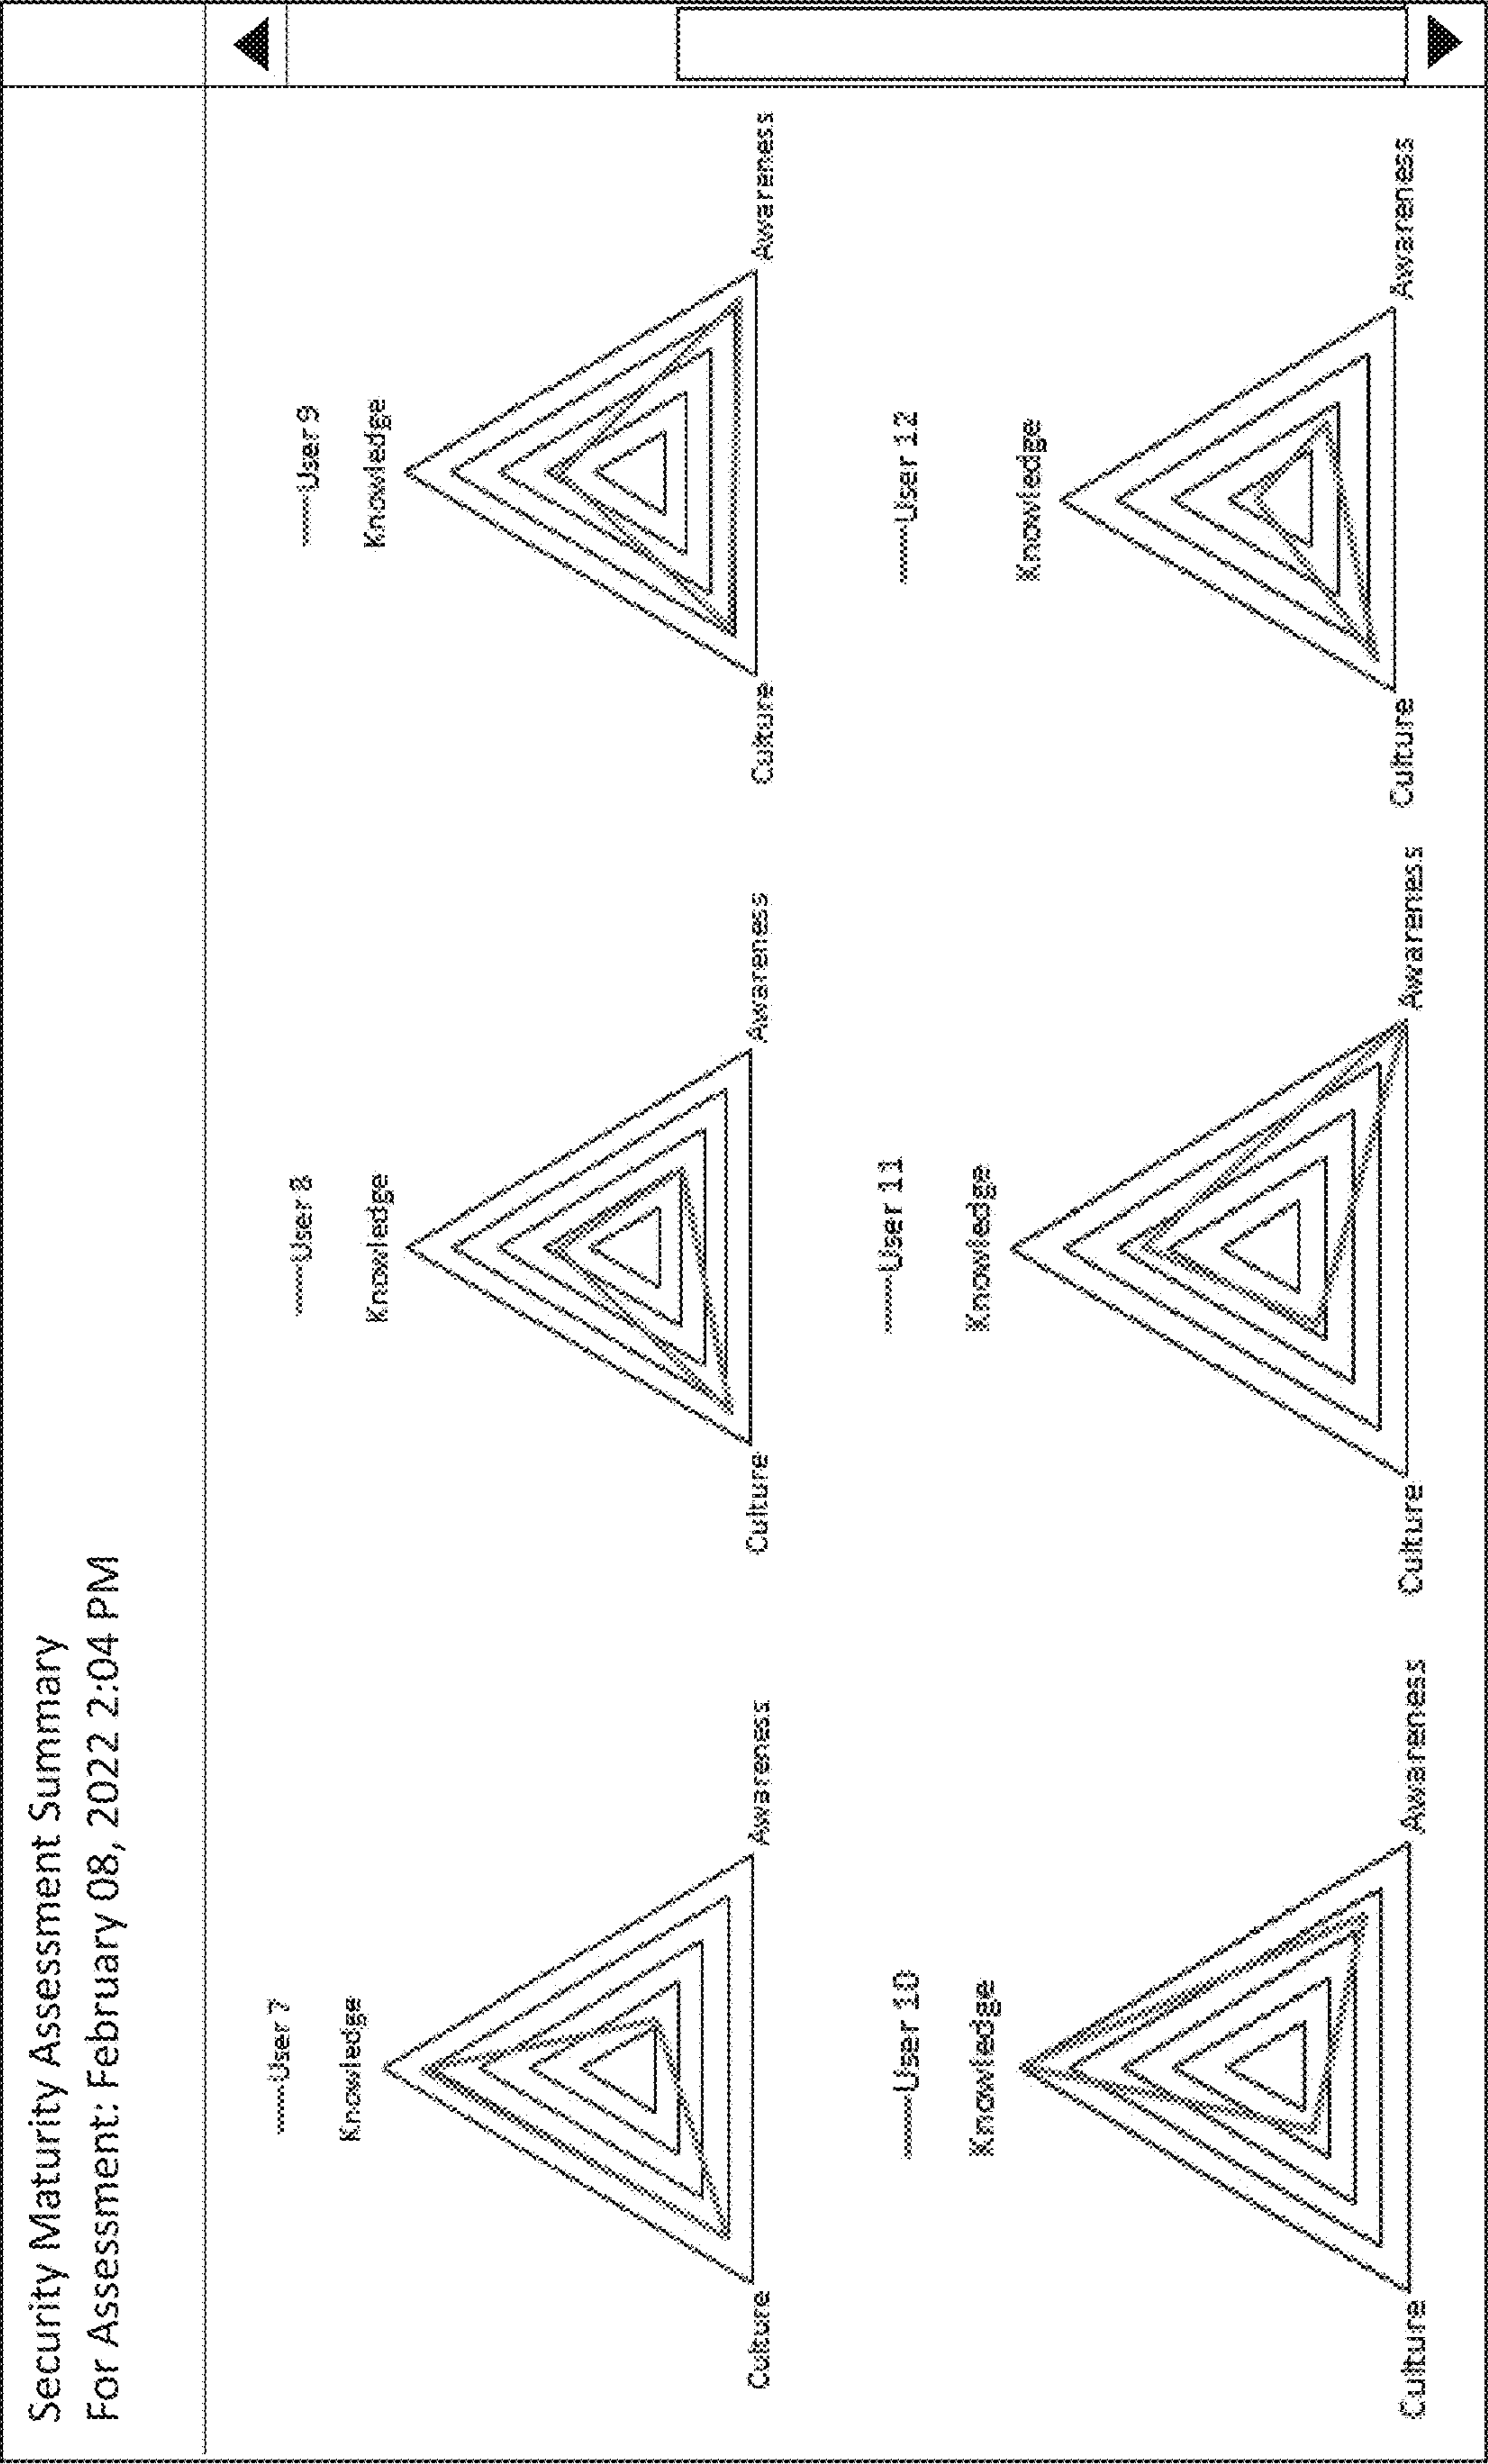 Security Maturity Assessment Summary
For Assessment: February 08, 2022 2:04 PM
User 7
Knowledge
Culture
Awareness
User 8
Knowledge
Culture
Awareness
User 9
Knowledge
Culture
Awareness
User 10
Knowledge
Culture
Awareness
User 11
Knowledge
Culture
Awareness
User 12
Knowledge
Culture
Awareness